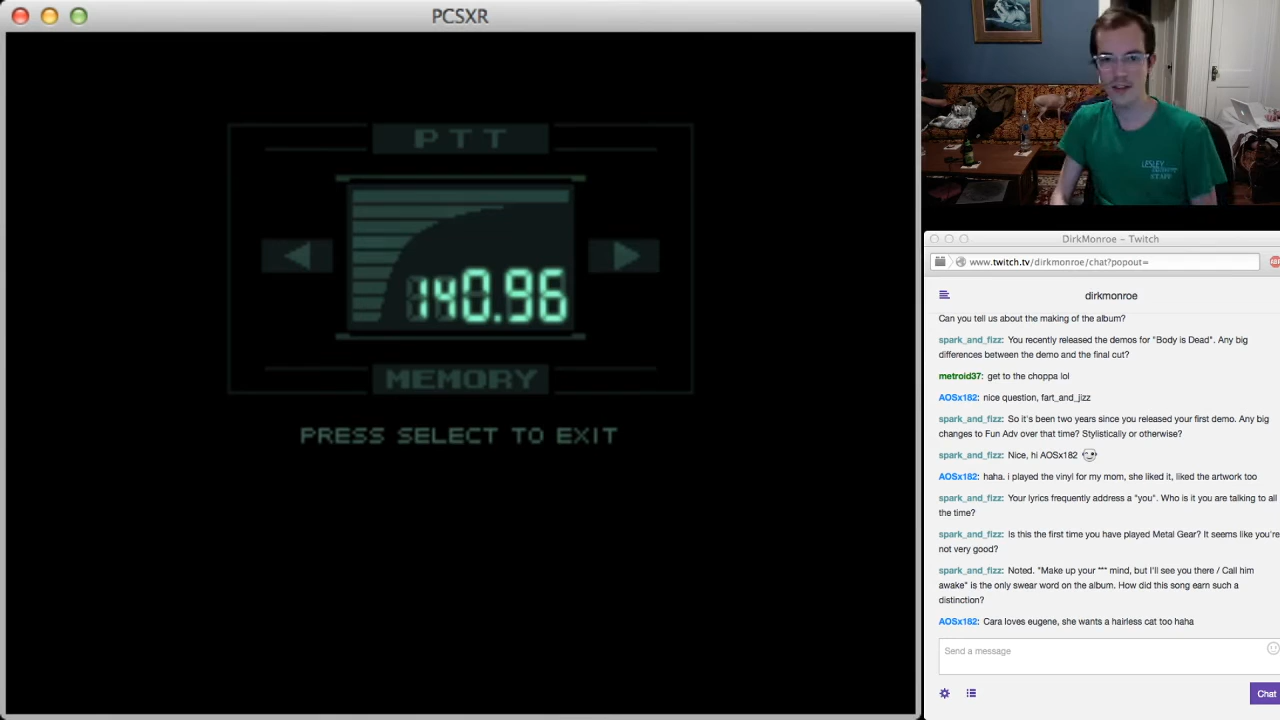 PCSXR
PTT
140.96
MEMORY
PRESS SELECT TO EXIT
LESLEY
STAFF
DirkMonroe – Twitch
www.twitch.tv/dirkmonroe/chat?popout=
dirkmonroe
Can you tell us about the making of the album?
spark_and_fizz: You recently released the demos for "Body is Dead". Any big
differences between the demo and the final cut?
metroid37: get to the choppa lol
AOSx182: nice question, fart_and_jizz
spark_and_fizz: So it's been two years since you released your first demo. Any big
changes to Fun Adv over that time? Stylistically or otherwise?
spark_and_fizz: Nice, hi AOSx182
AOSx182: haha. i played the vinyl for my mom, she liked it, liked the artwork too
spark_and_fizz: Your lyrics frequently address a "you". Who is it you are talking to all
the time?
spark_and_fizz: Is this the first time you have played Metal Gear? It seems like you're
not very good?
spark_and_fizz: Noted. "Make up your *** mind, but I'll see you there / Call him
awake" is the only swear word on the album. How did this song earn such a
distinction?
AOSx182: Cara loves eugene, she wants a hairless cat too haha
Send a message
Chat